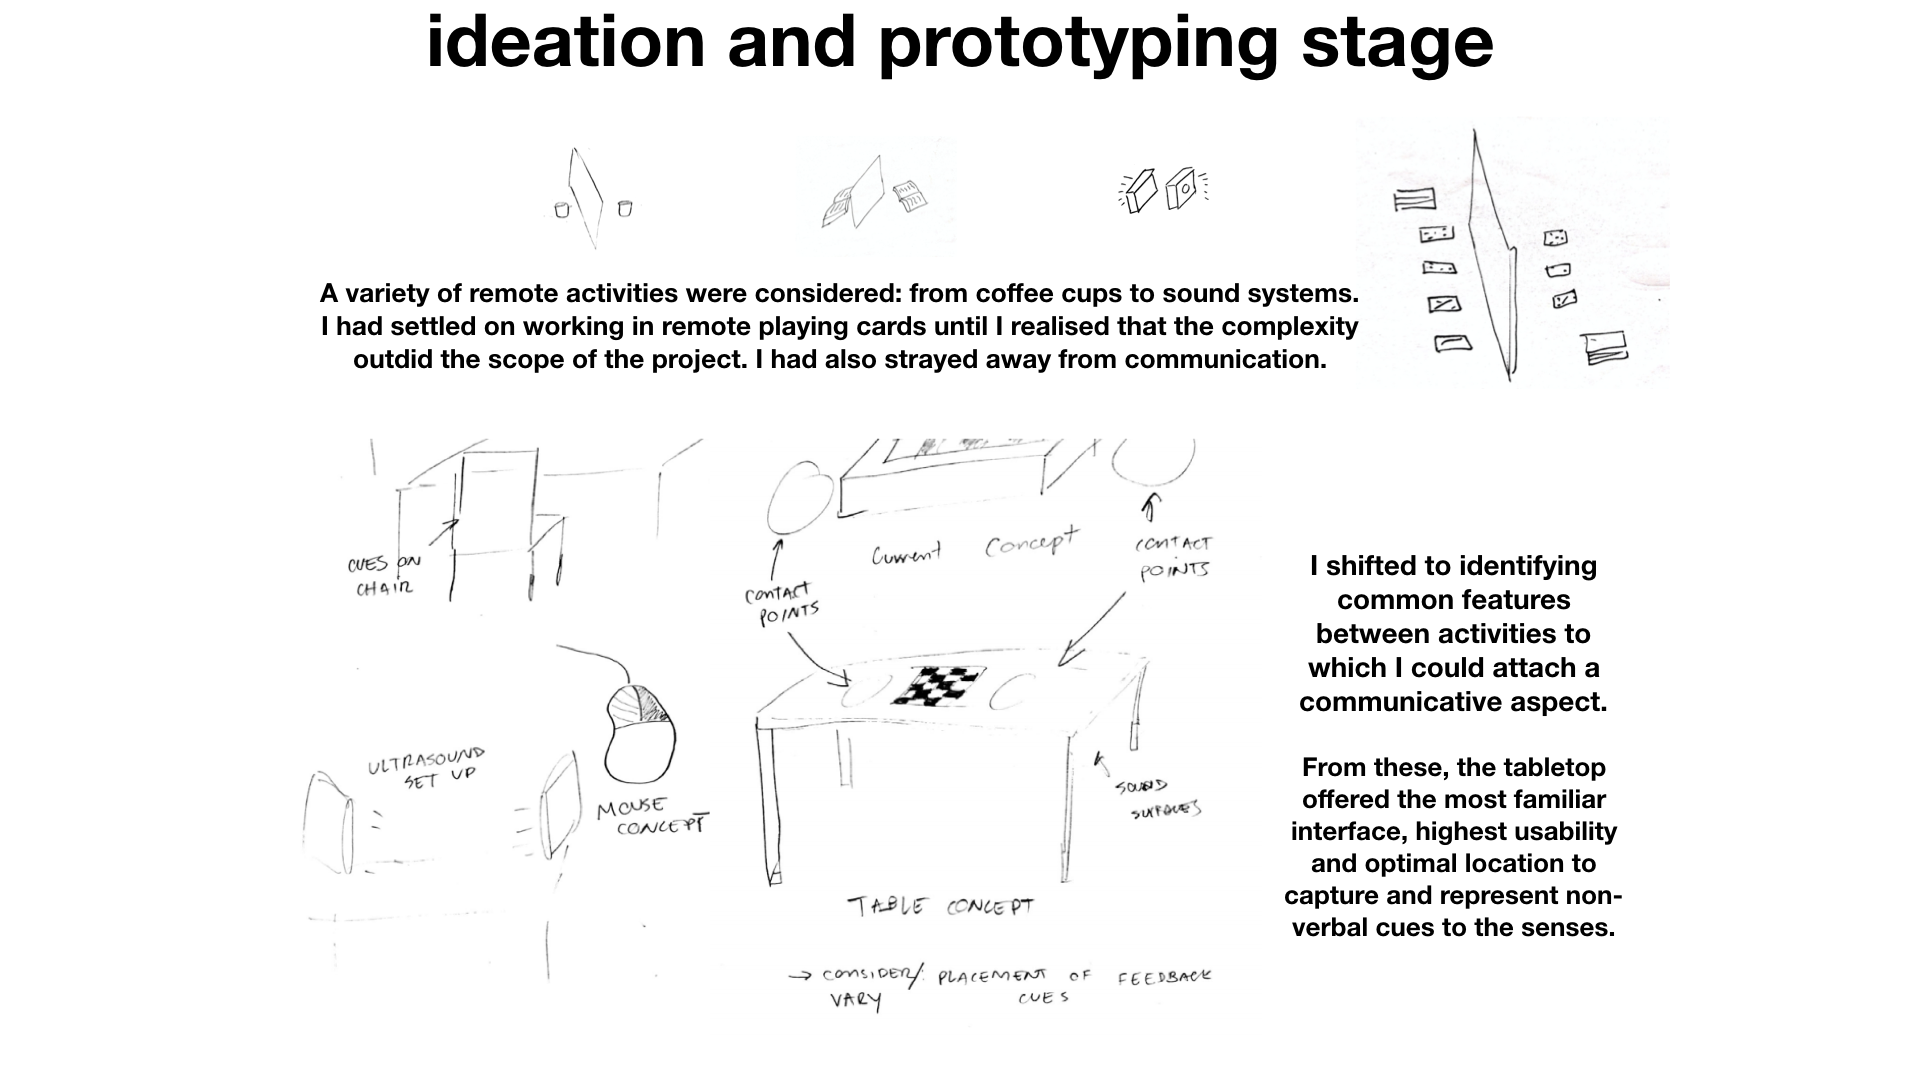 ideation and prototyping stage
A variety of remote activities were considered: from coffee cups to sound systems.
I had settled on working in remote playing cards until I realised that the complexity
outdid the scope of the project. I had also strayed away from communication.
CUES ON
CHAIR
CONTACT
POINTS
Current Concept
CONTACT
POINTS
I shifted to identifying
common features
between activities to
which I could attach a
communicative aspect.
From these, the tabletop
offered the most familiar
interface, highest usability
and optimal location to
capture and represent non-
verbal cues to the senses.
ULTRASOUND
SET UP
MOUSE
CONCEPT
SOUND
SURFACES
TABLE CONCEPT
→ CONSIDER/ PLACEMENT OF FEEDBACK
VARY CUES